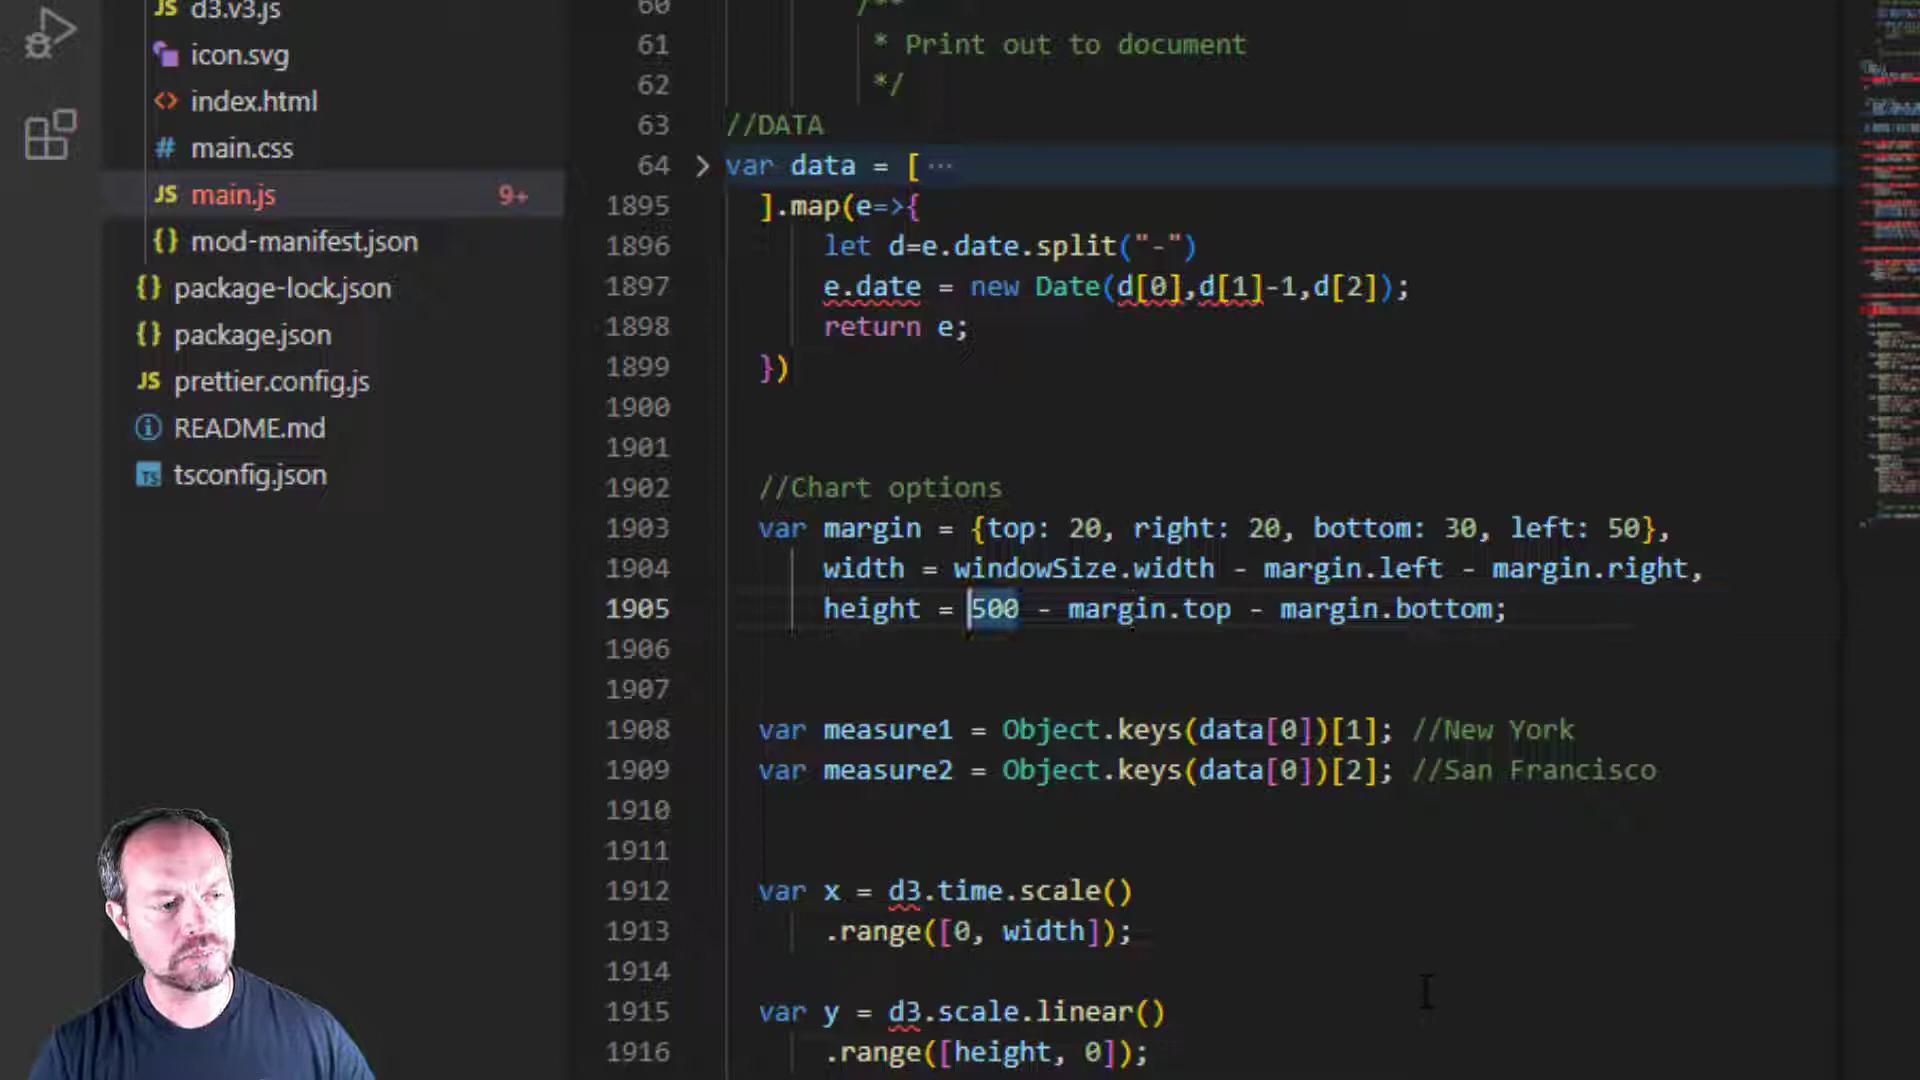 d3.v3.js
icon.svg
index.html
main.css
main.js 9+
mod-manifest.json
package-lock.json
package.json
prettier.config.js
README.md
tsconfig.json
60 /**
61 * Print out to document
62 */
63 //DATA
64 var data = [ ···
1895 ].map(e=>{
1896 let d=e.date.split("-")
1897 e.date = new Date(d[0],d[1]-1,d[2]);
1898 return e;
1899 })
1900
1901
1902 //Chart options
1903 var margin = {top: 20, right: 20, bottom: 30, left: 50},
1904 width = windowSize.width - margin.left - margin.right,
1905 height = 500 - margin.top - margin.bottom;
1906
1907
1908 var measure1 = Object.keys(data[0])[1]; //New York
1909 var measure2 = Object.keys(data[0])[2]; //San Francisco
1910
1911
1912 var x = d3.time.scale()
1913 .range([0, width]);
1914
1915 var y = d3.scale.linear()
1916 .range([height, 0]);